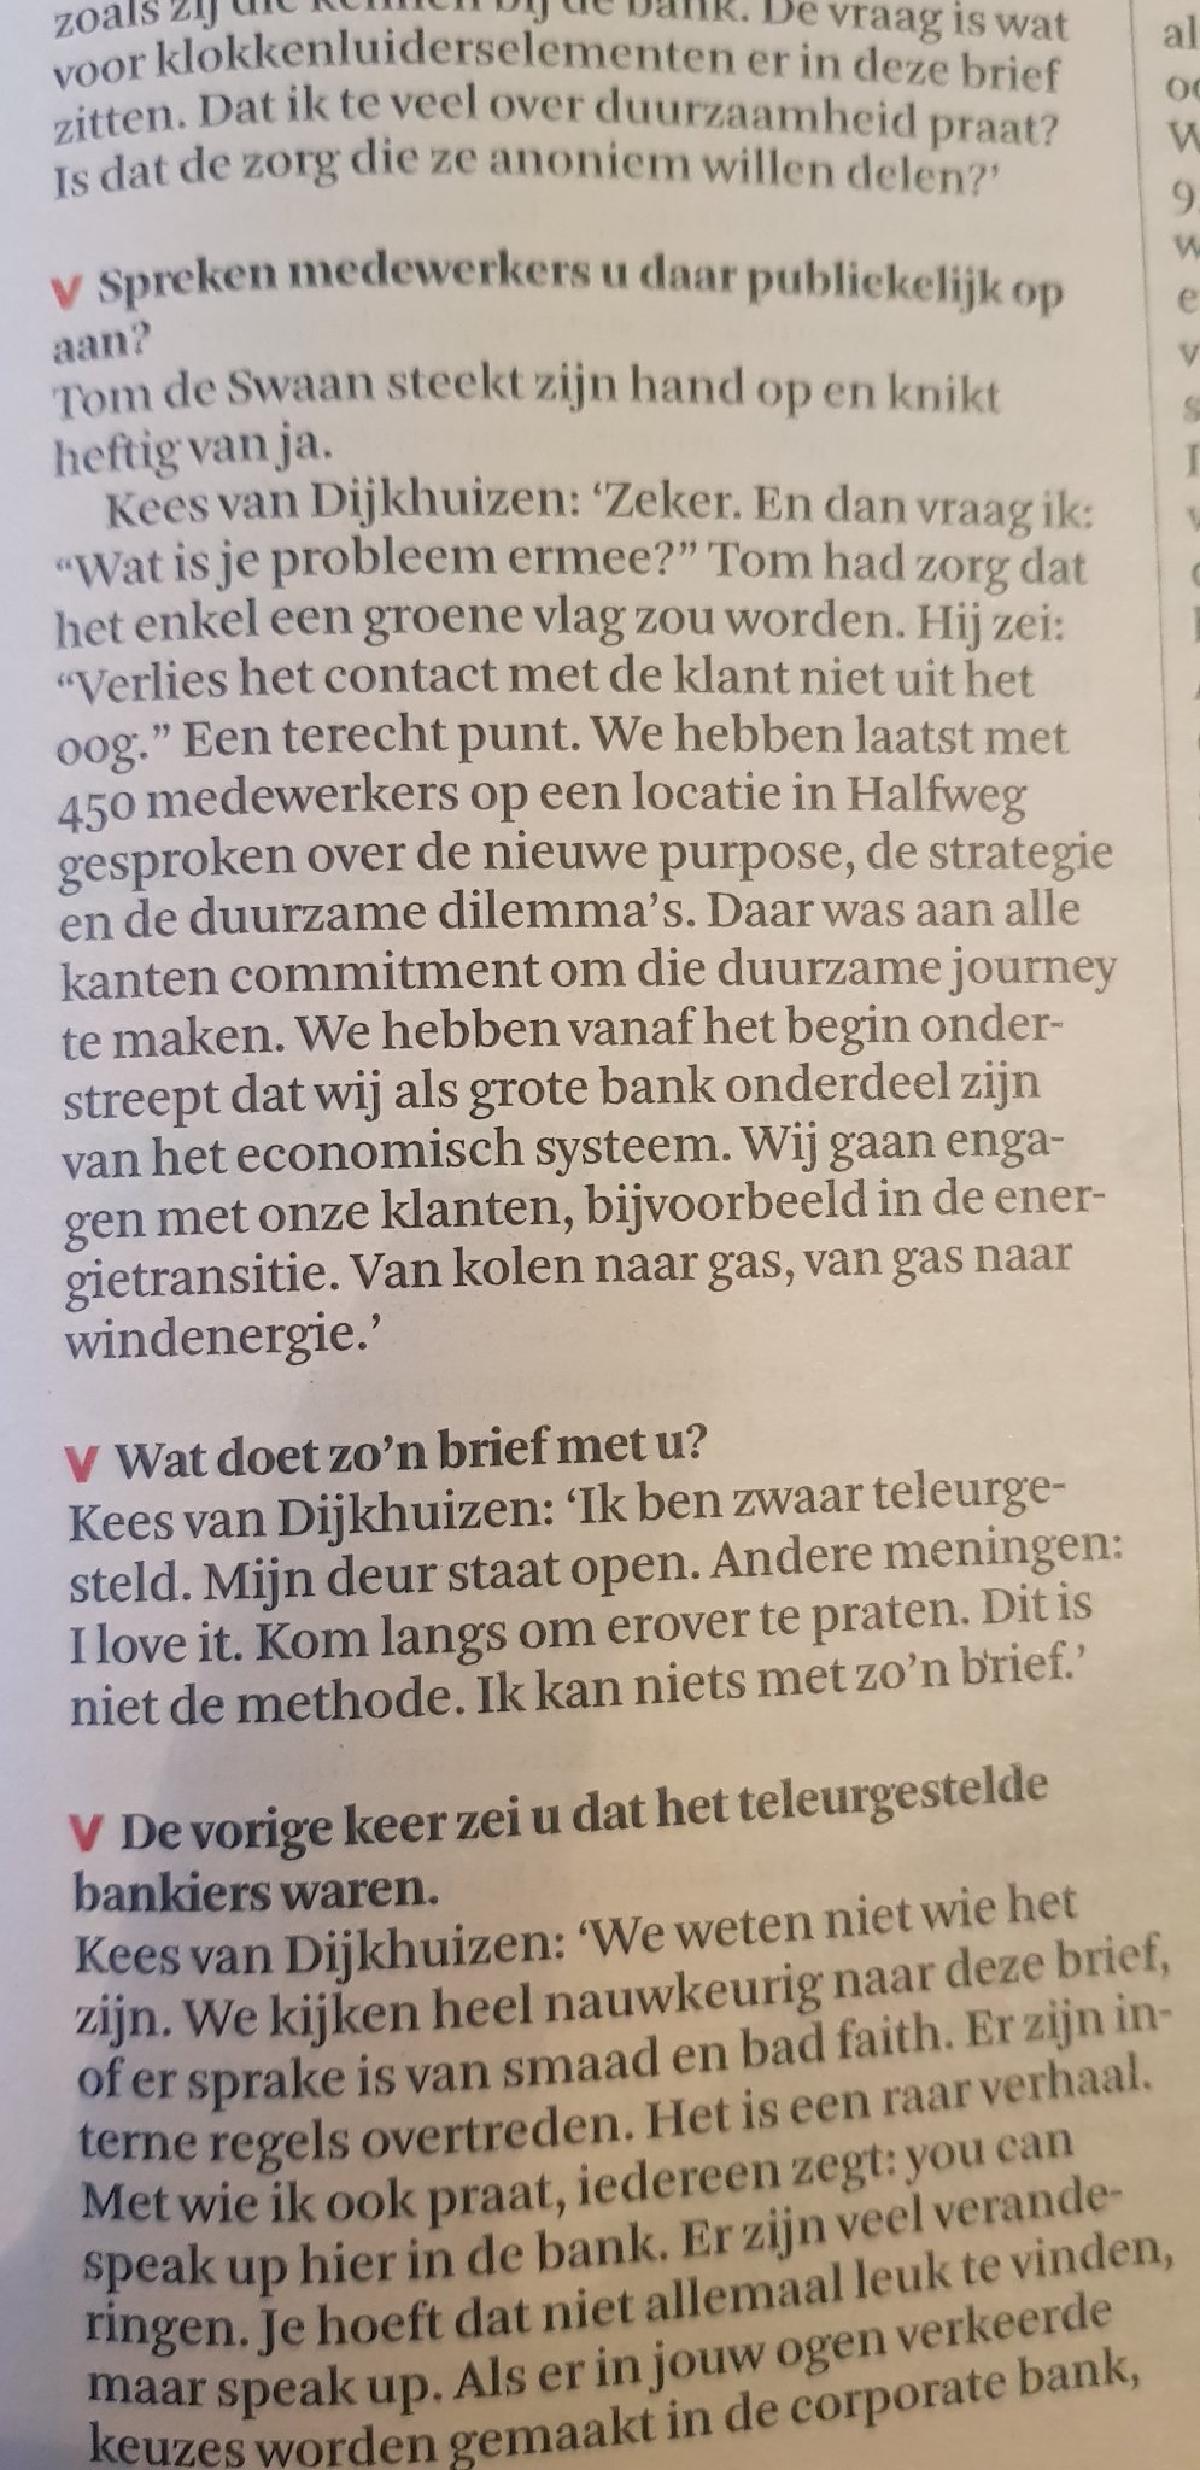 zoals zij die kennen bij de bank. De vraag is wat
voor klokkenluiderselementen er in deze brief
zitten. Dat ik te veel over duurzaamheid praat?
Is dat de zorg die ze anoniem willen delen?’
V Spreken medewerkers u daar publiekelijk op
aan?
Tom de Swaan steekt zijn hand op en knikt
heftig van ja.
Kees van Dijkhuizen: ‘Zeker. En dan vraag ik:
“Wat is je probleem ermee?” Tom had zorg dat
het enkel een groene vlag zou worden. Hij zei:
“Verlies het contact met de klant niet uit het
oog.” Een terecht punt. We hebben laatst met
450 medewerkers op een locatie in Halfweg
gesproken over de nieuwe purpose, de strategie
en de duurzame dilemma’s. Daar was aan alle
kanten commitment om die duurzame journey
te maken. We hebben vanaf het begin onder-
streept dat wij als grote bank onderdeel zijn
van het economisch systeem. Wij gaan enga-
gen met onze klanten, bijvoorbeeld in de ener-
gietransitie. Van kolen naar gas, van gas naar
windenergie.’
V Wat doet zo’n brief met u?
Kees van Dijkhuizen: ‘Ik ben zwaar teleurge-
steld. Mijn deur staat open. Andere meningen:
I love it. Kom langs om erover te praten. Dit is
niet de methode. Ik kan niets met zo’n brief.’
V De vorige keer zei u dat het teleurgestelde
bankiers waren.
Kees van Dijkhuizen: ‘We weten niet wie het
zijn. We kijken heel nauwkeurig naar deze brief,
of er sprake is van smaad en bad faith. Er zijn in-
terne regels overtreden. Het is een raar verhaal.
Met wie ik ook praat, iedereen zegt: you can
speak up hier in de bank. Er zijn veel verande-
ringen. Je hoeft dat niet allemaal leuk te vinden,
maar speak up. Als er in jouw ogen verkeerde
keuzes worden gemaakt in de corporate bank,